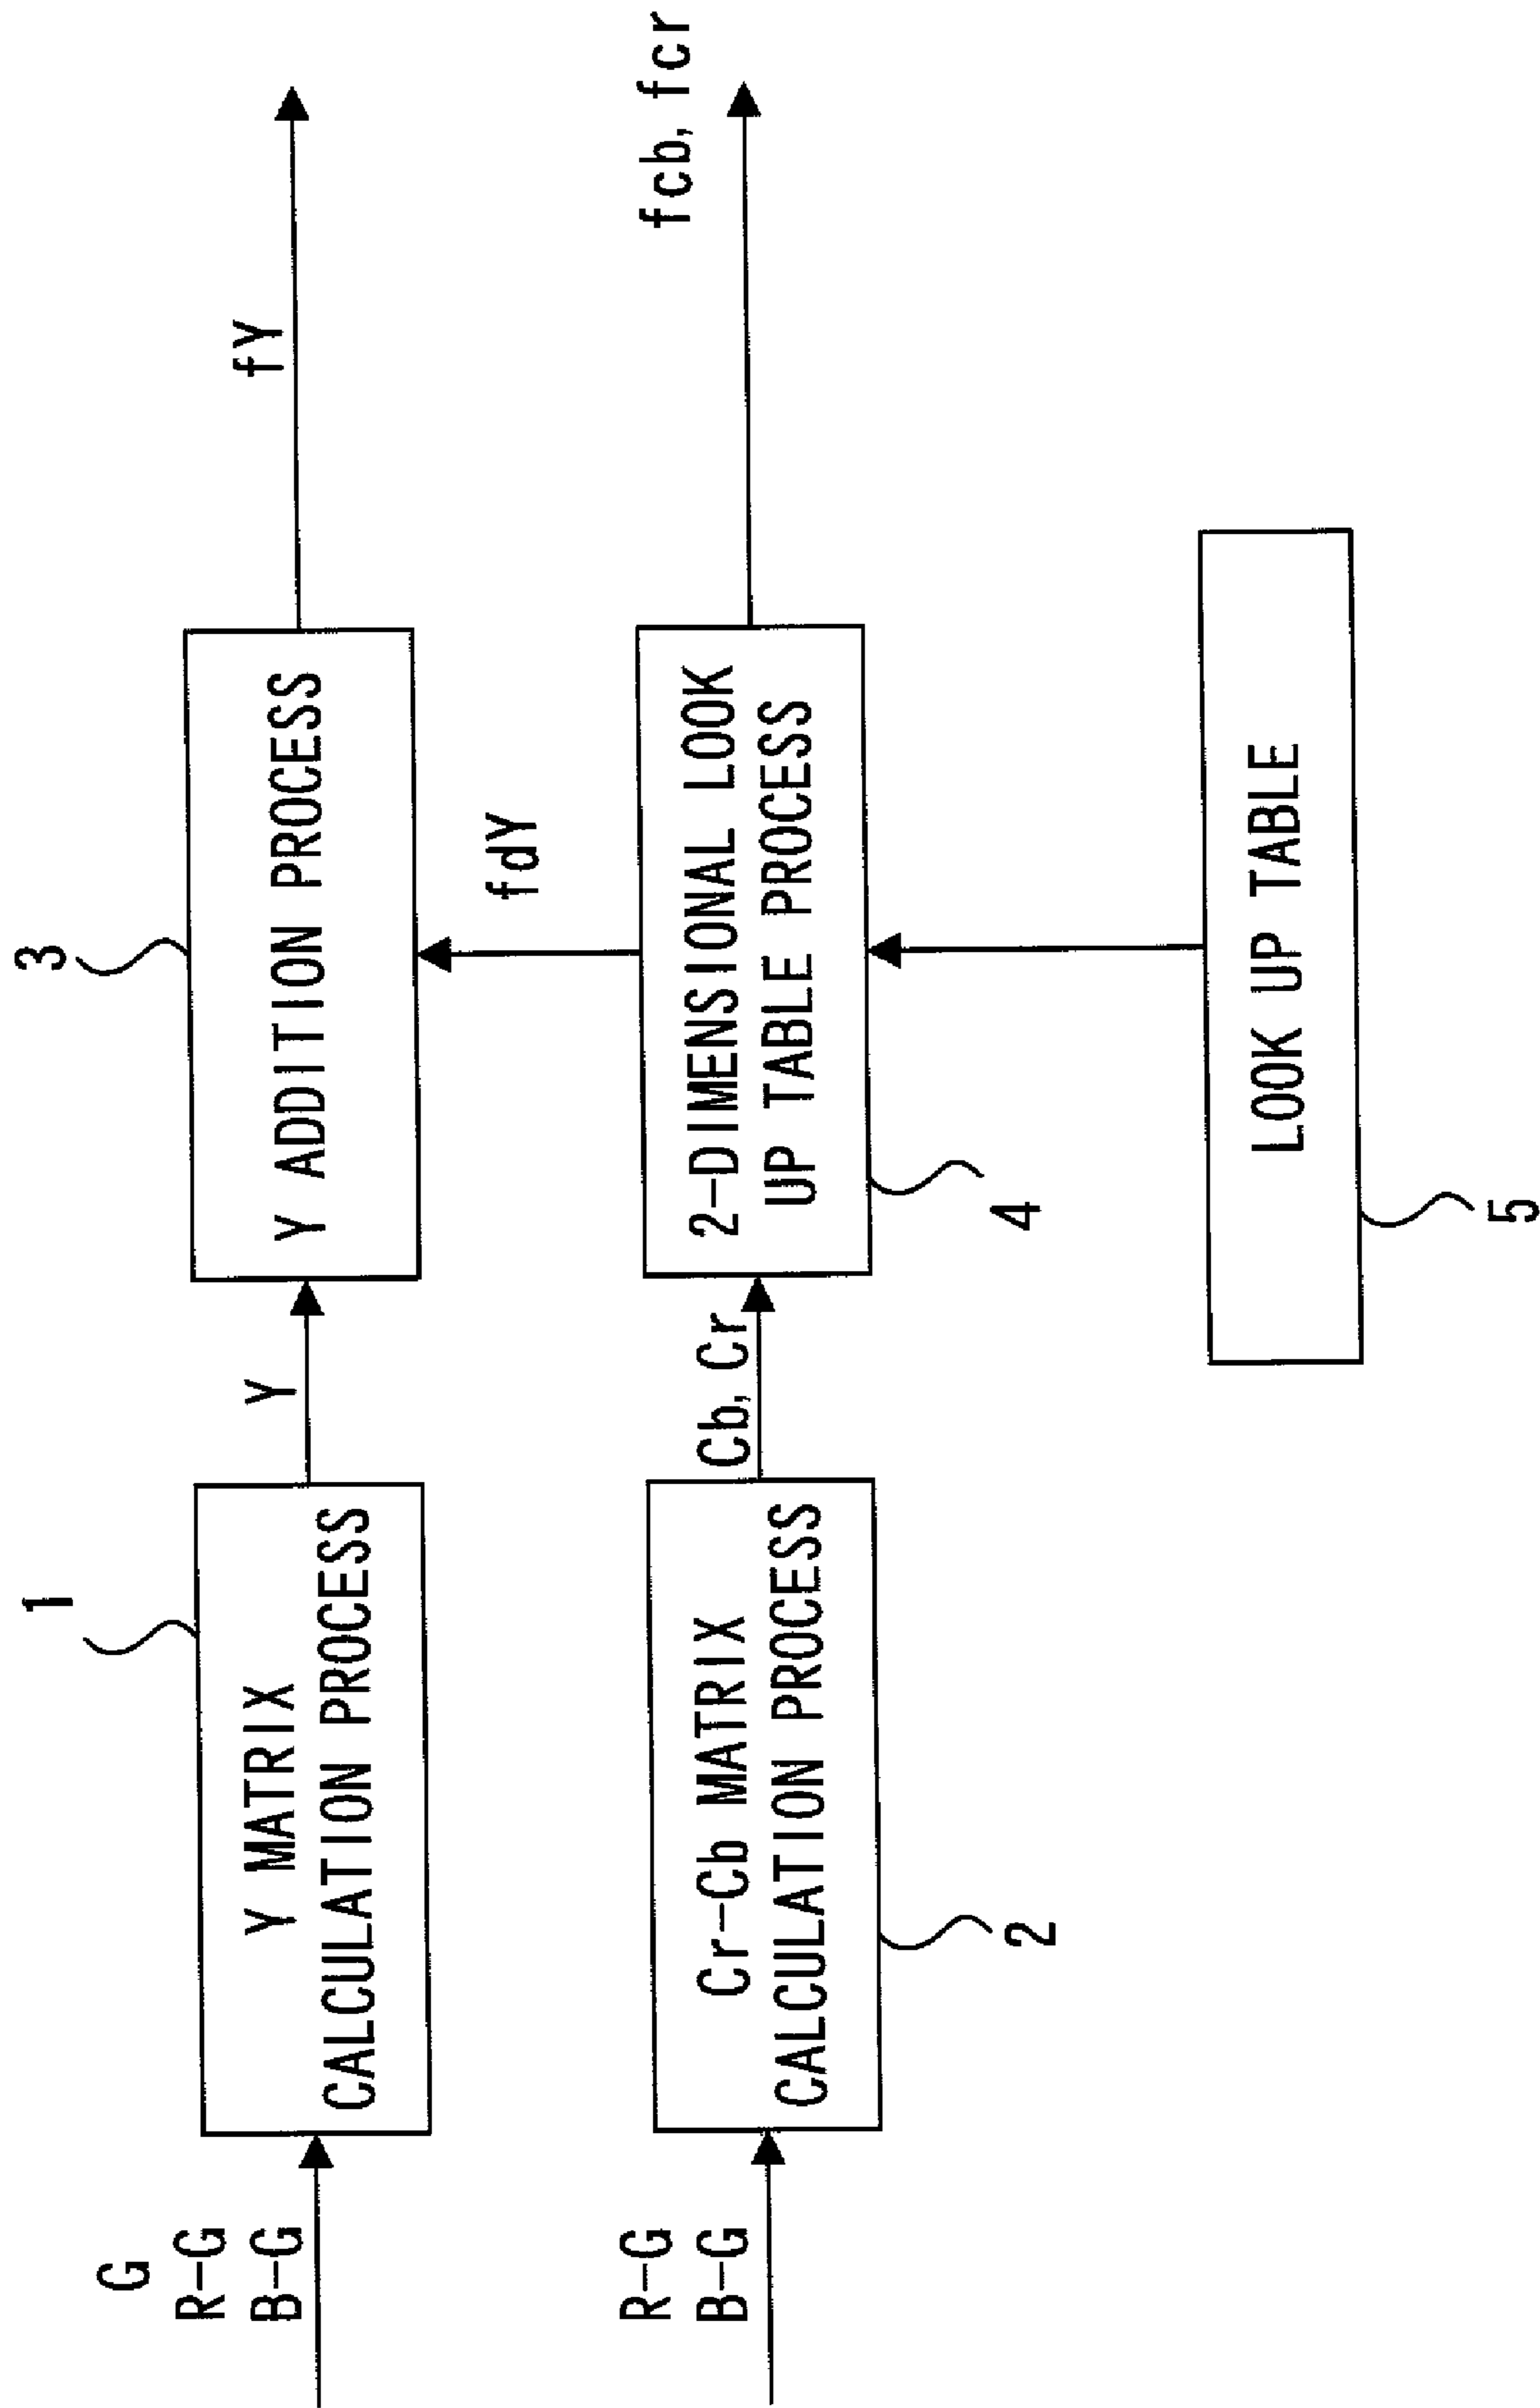 G
R-G
B-G
1
Y MATRIX
CALCULATION PROCESS
Y
3
Y ADDITION PROCESS
fY
fdY
R-G
B-G
Cr-Cb MATRIX
CALCULATION PROCESS
2
Cb, Cr
2-DIMENSIONAL LOOK
UP TABLE PROCESS
4
fcb, fcr
LOOK UP TABLE
5